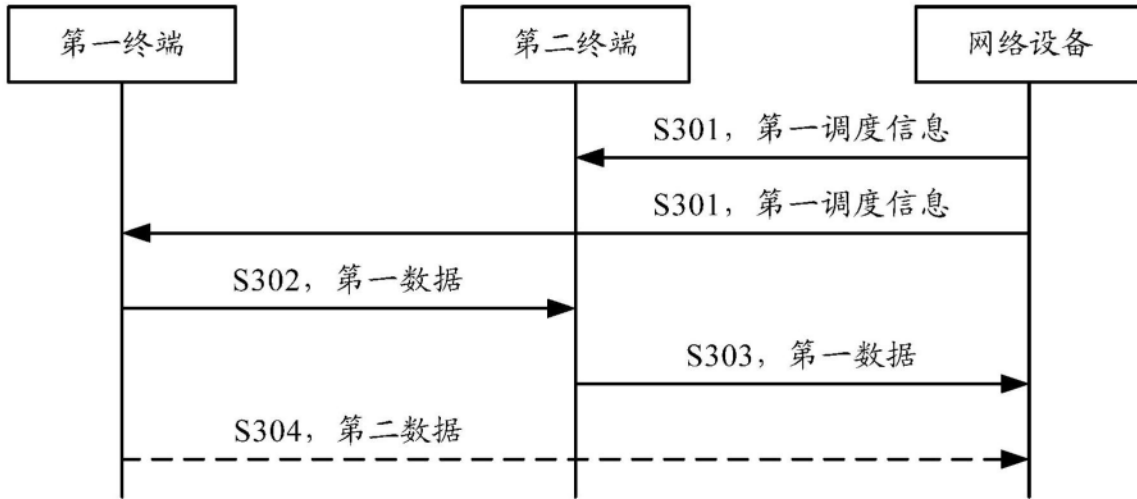 第一终端
第二终端
网络设备
S301，第一调度信息
S301，第一调度信息
S302，第一数据
S303，第一数据
S304，第二数据